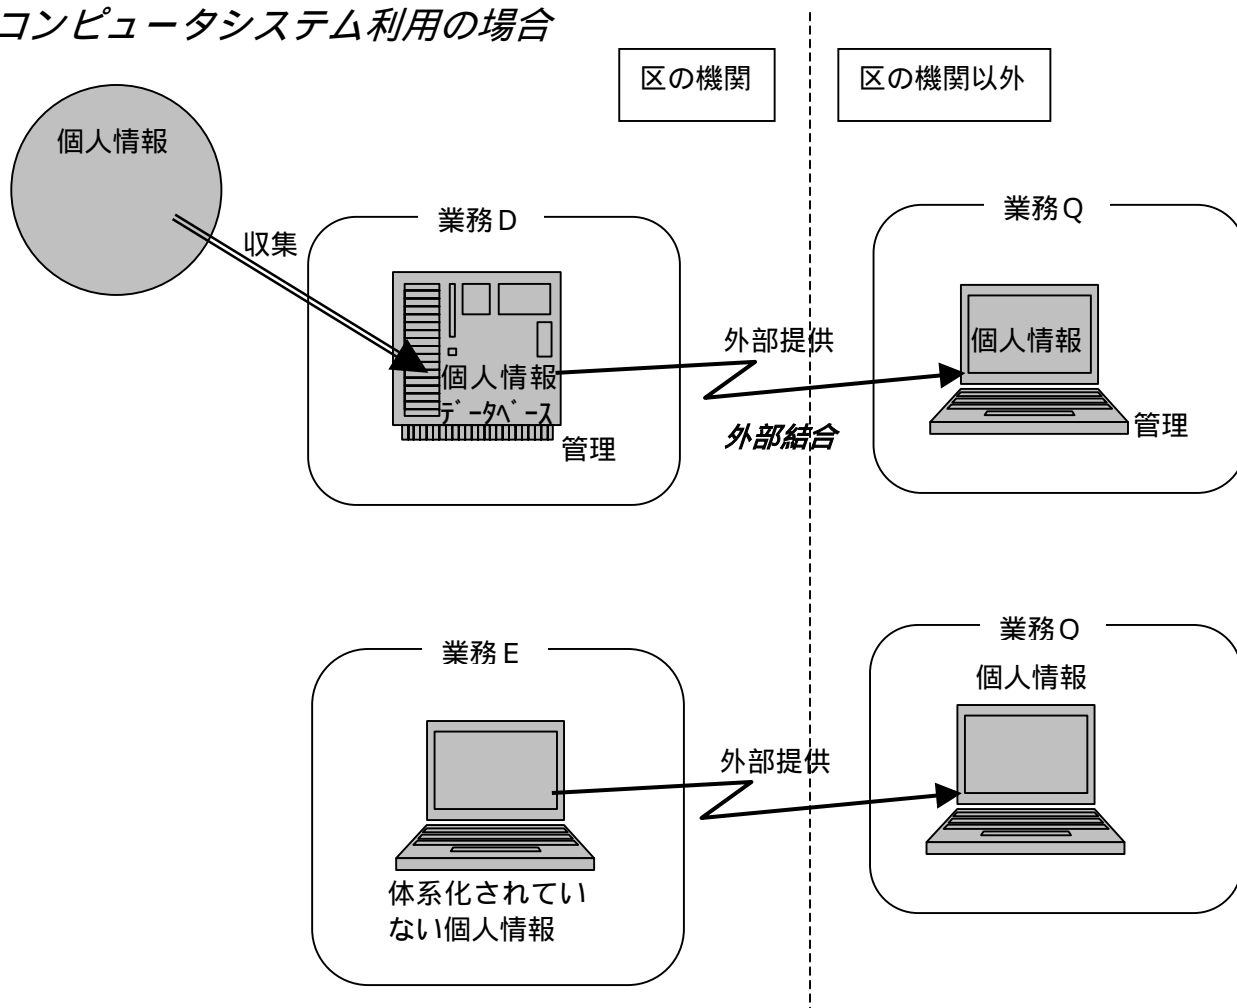 コンピュータシステム利用の場合
区の機関
区の機関以外
個人情報
収集
業務D
個人情報
ﾃﾞｰﾀﾍﾞｰｽ
管理
外部提供
外部結合
業務Q
個人情報
管理
業務E
体系化されてい
ない個人情報
外部提供
業務Q
個人情報